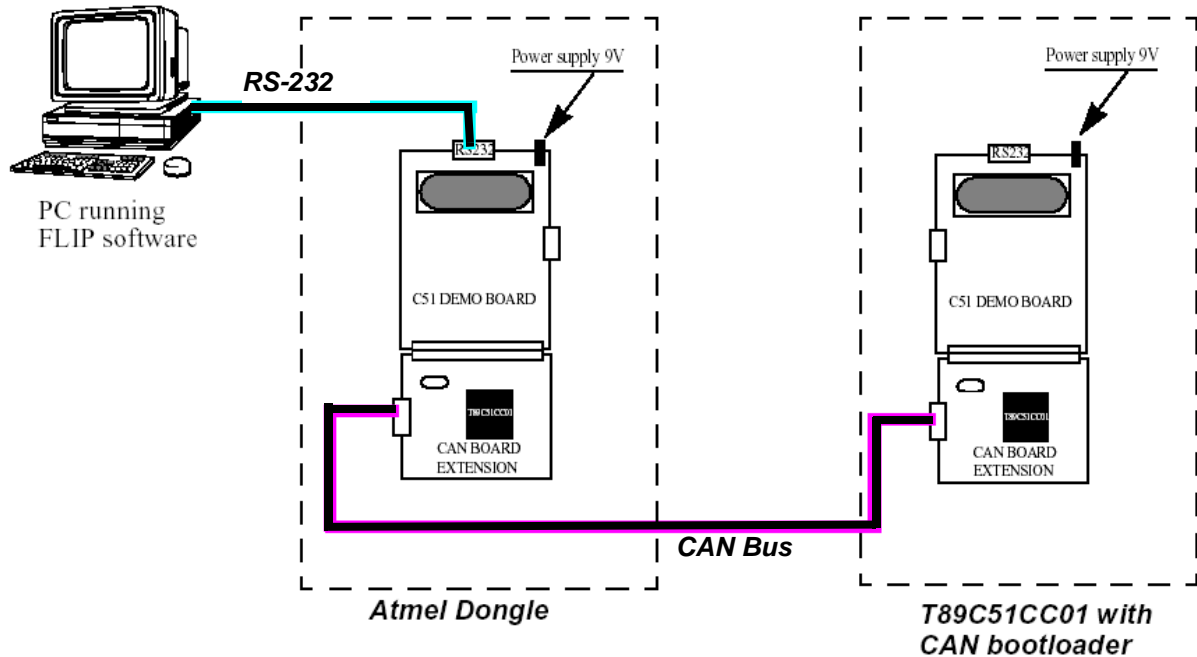 Power supply 9V
Power supply 9V
RS-232
RS232
RS232
PC running
FLIP software
C51 DEMO BOARD
C51 DEMO BOARD
T89C51CC01
T89C51CC01
CAN BOARD
EXTENSION
CAN BOARD
EXTENSION
CAN Bus
Atmel Dongle
T89C51CC01 with
CAN bootloader